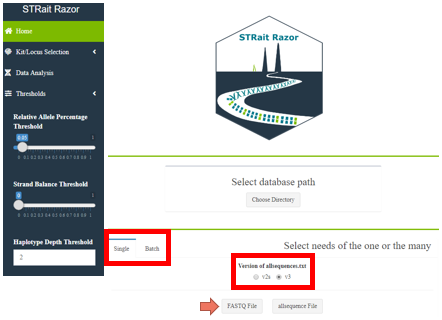 STRait Razor
Home
Kit/Locus Selection
Data Analysis
Thresholds
Relative Allele Percentage
Threshold
0.05
1
0 0.1 0.2 0.3 0.4 0.5 0.6 0.7 0.8 0.9 1
Strand Balance Threshold
0
1
0 0.1 0.2 0.3 0.4 0.5 0.6 0.7 0.8 0.9 1
Haplotype Depth Threshold
2
STRait Razor
Select database path
Choose Directory
Single
Batch
Select needs of the one or the many
Version of allsequences.txt
v2s
v3
FASTQ File
allsequence File